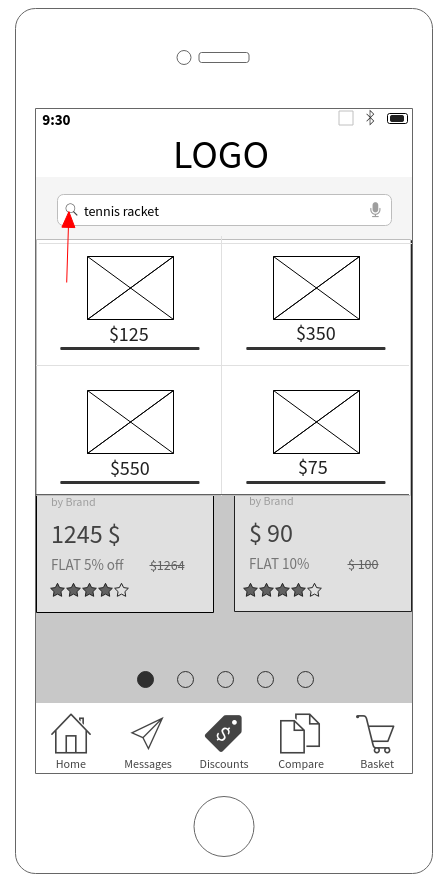 9:30
LOGO
tennis racket
$125
$350
$550
$75
by Brand
by Brand
1245 $
$ 90
FLAT 5% off $1264
FLAT 10% $ 100
Home Messages Discounts Compare Basket